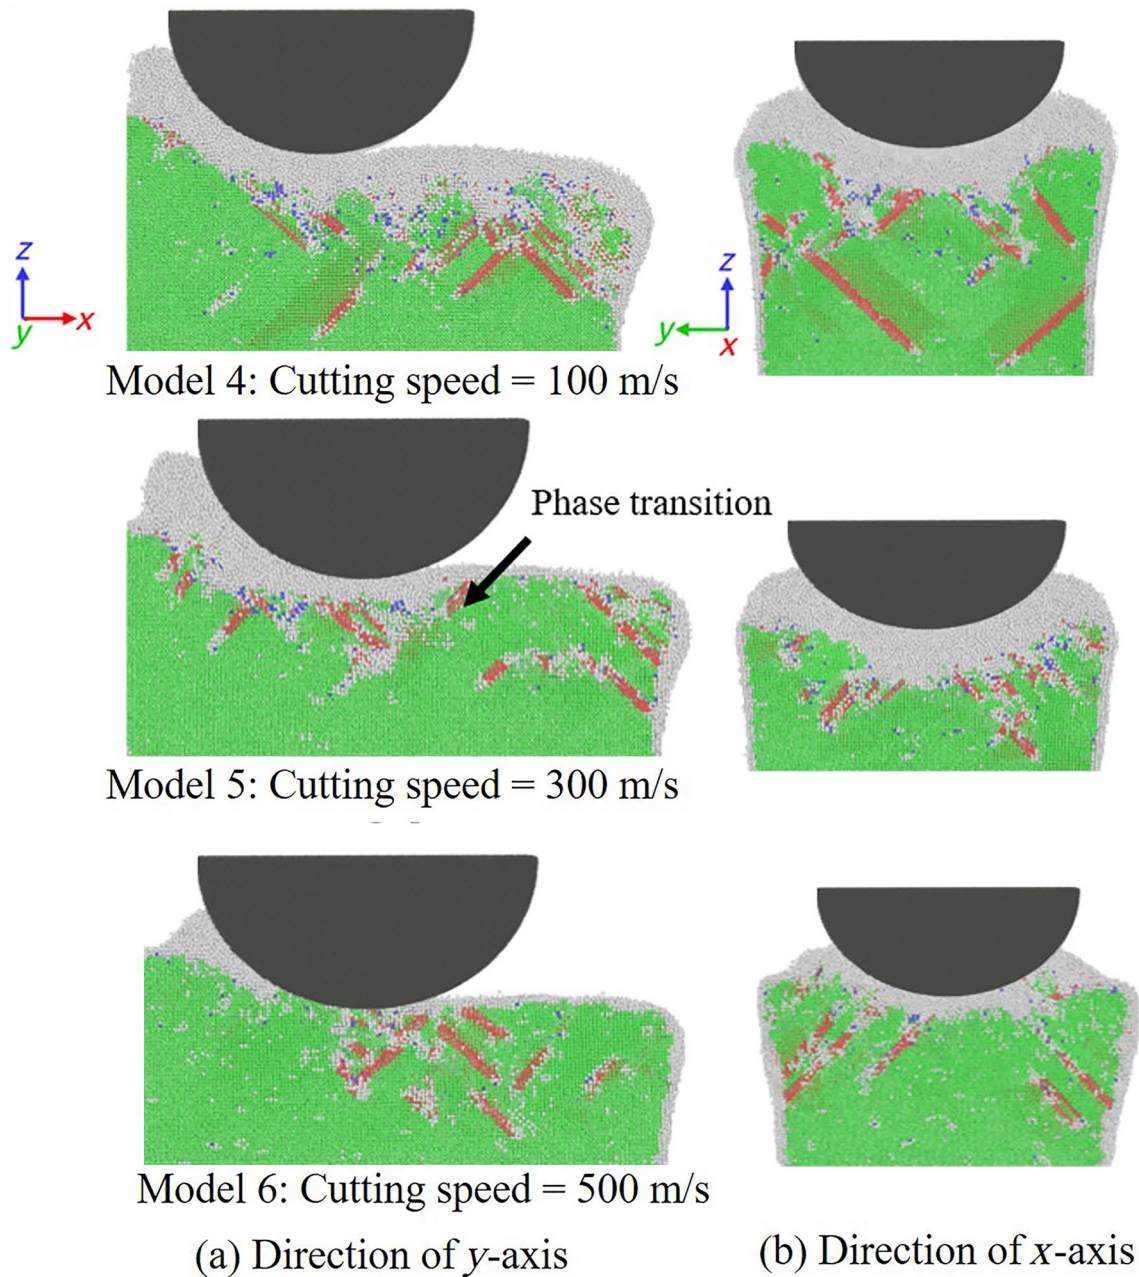 z
y
x
z
y
x
Model 4: Cutting speed = 100 m/s
Phase transition
Model 5: Cutting speed = 300 m/s
Model 6: Cutting speed = 500 m/s
(a) Direction of y-axis
(b) Direction of x-axis